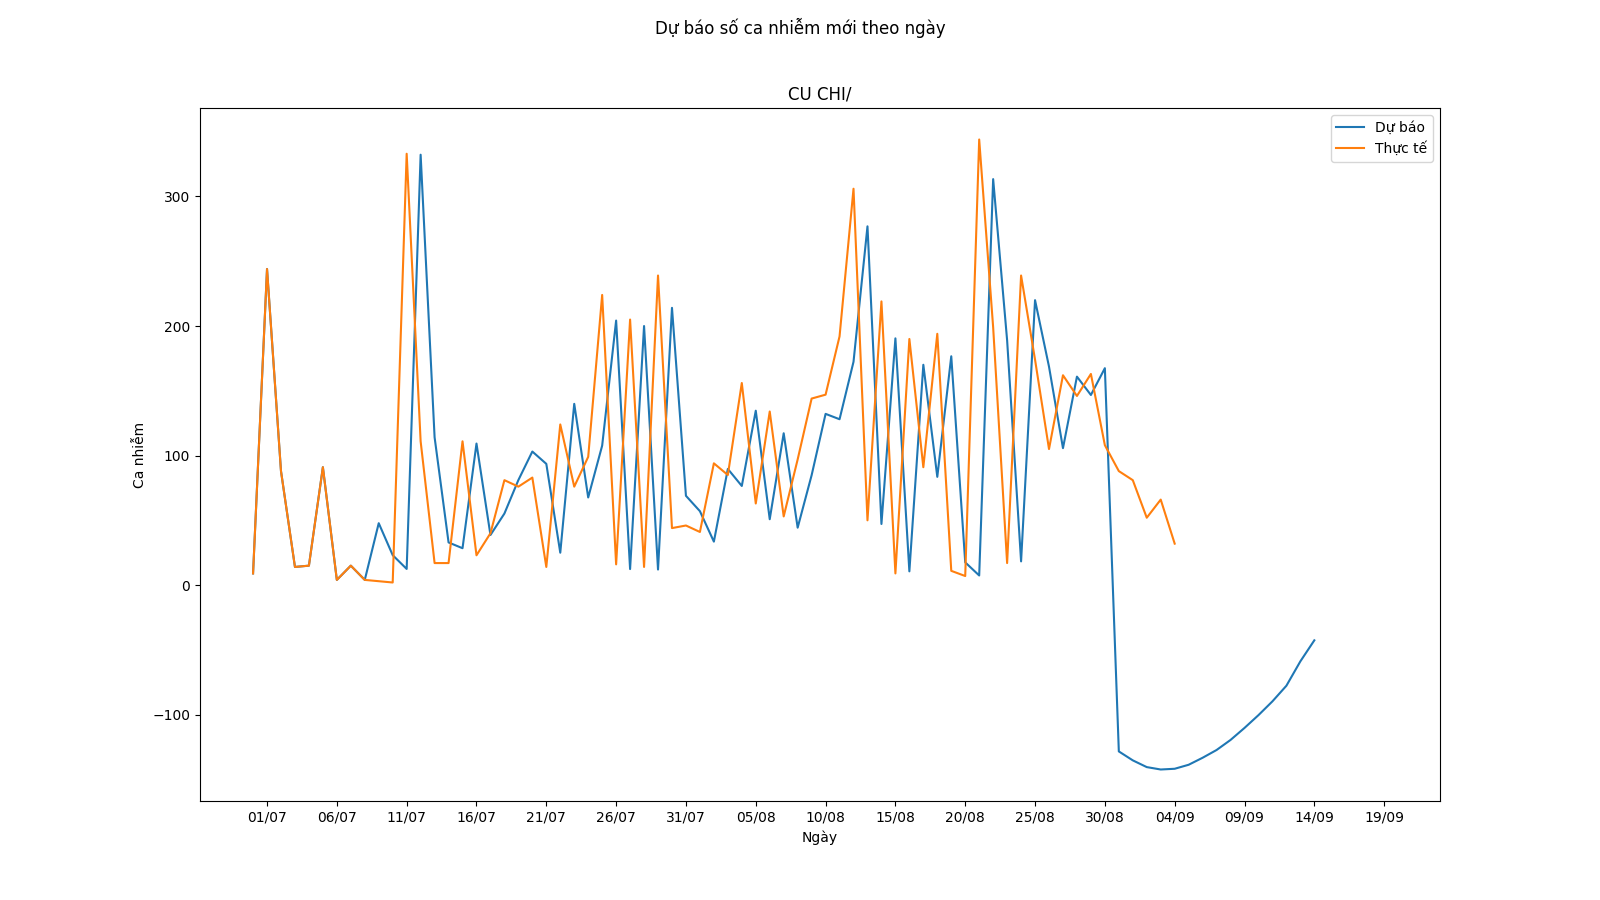 Dự báo số ca nhiễm mới theo ngày
CU CHI/
Dự báo
Thực tế
Ca nhiễm
300
200
100
0
−100
01/07 06/07 11/07 16/07 21/07 26/07 31/07 05/08 10/08 15/08 20/08 25/08 30/08 04/09 09/09 14/09 19/09
Ngày